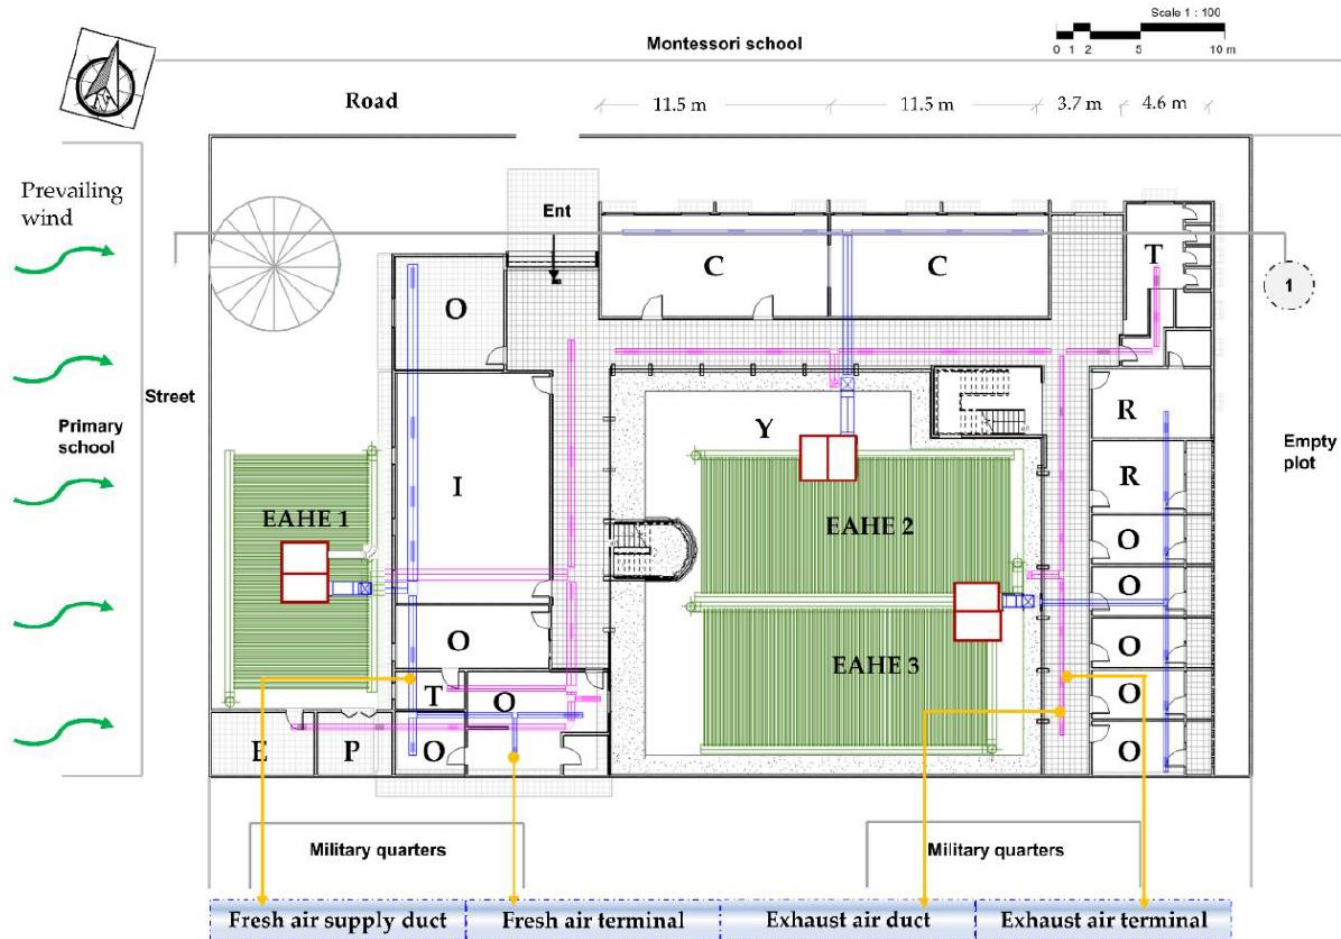 Scale 1 : 100
0 1 2 5 10 m
Montessori school
Road
11.5 m
11.5 m
3.7 m
4.6 m
N
Prevailing
wind
Ent
C
C
T
1
O
Street
Primary
school
Y
R
Empty
plot
I
R
EAHE 1
EAHE 2
O
O
O
EAHE 3
O
T
O
O
E
P
O
O
Military quarters
Military quarters
Fresh air supply duct
Fresh air terminal
Exhaust air duct
Exhaust air terminal